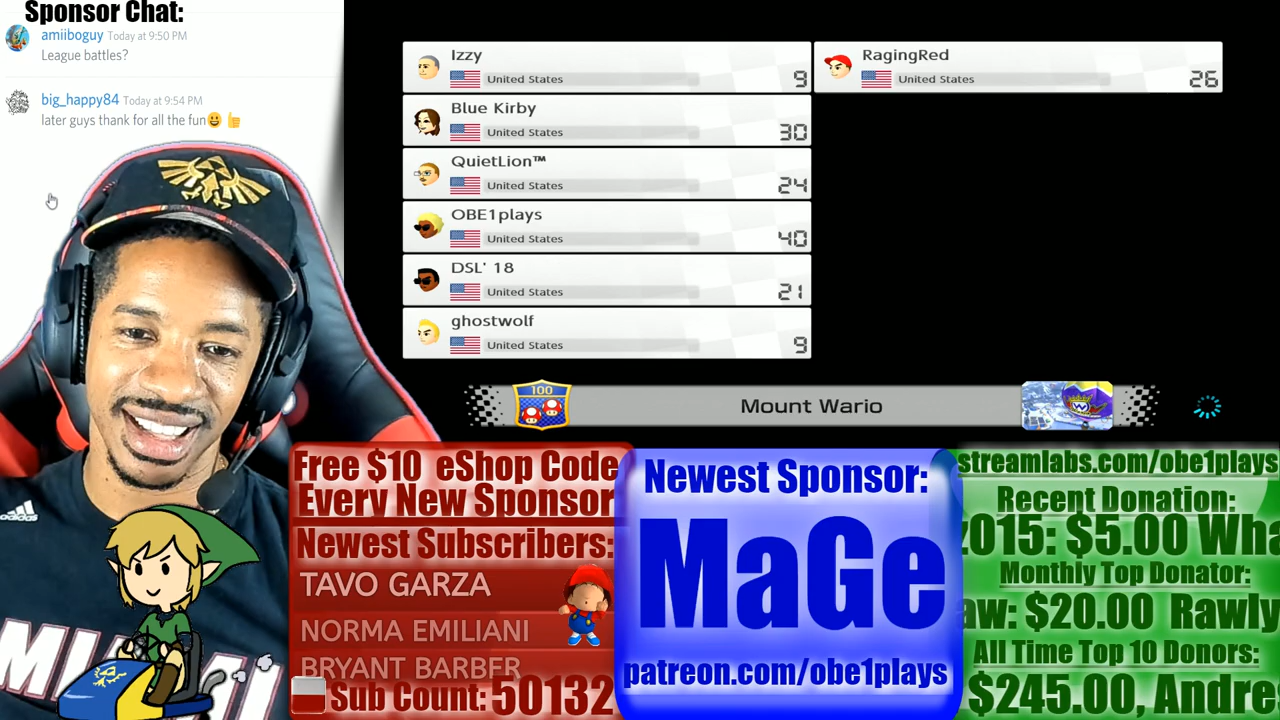 Sponsor Chat:
amiiboguy Today at 9:50 PM
League battles?
big_happy84 Today at 9:54 PM
later guys thank for all the fun😀 👍
Izzy
United States 9
Blue Kirby
United States 30
QuietLion™
United States 24
OBE1plays
United States 40
DSL' 18
United States 21
ghostwolf
United States 9
RagingRed
United States 26
100
Mount Wario
adidas
Free $10 eShop Code
Every New Sponsor
Newest Subscribers:
TAVO GARZA
NORMA EMILIANI
BRYANT BARBER
Sub Count: 50132
Newest Sponsor:
MaGe
patreon.com/obe1plays
streamlabs.com/obe1plays
Recent Donation:
2015: $5.00 Wha
Monthly Top Donator:
aw: $20.00 Rawly
All Time Top 10 Donors:
$245.00, Andre